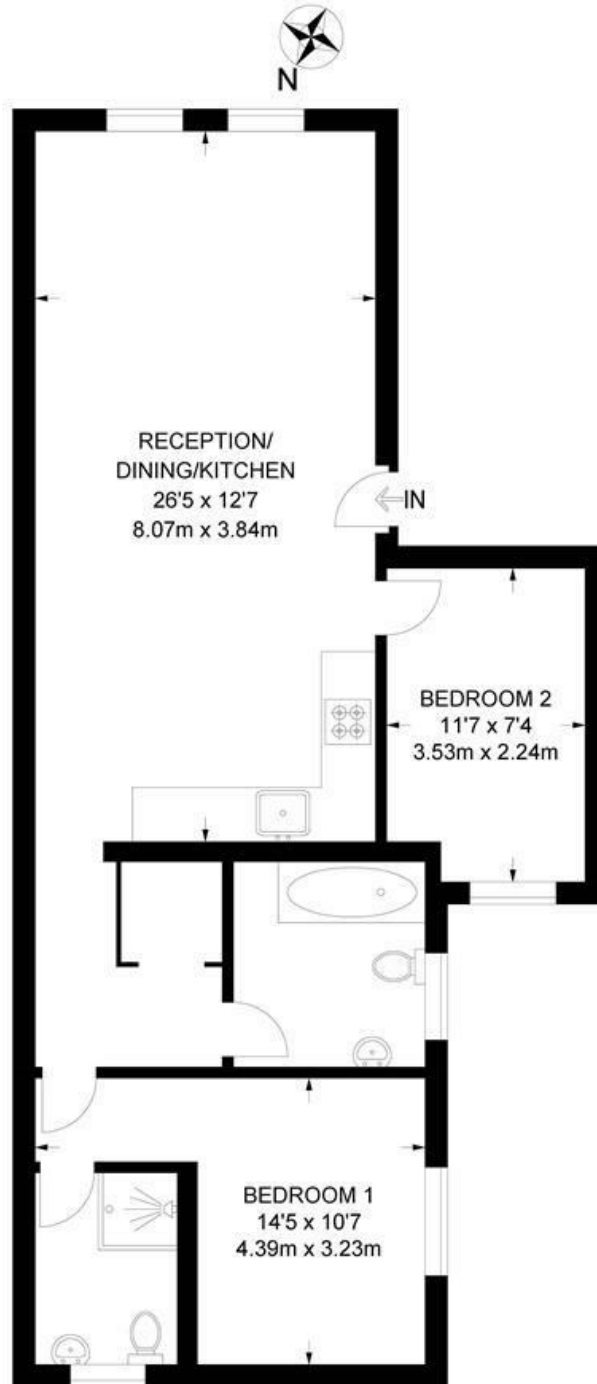 N
RECEPTION/
DINING/KITCHEN
26'5 x 12'7
8.07m x 3.84m
IN
BEDROOM 2
11'7 x 7'4
3.53m x 2.24m
BEDROOM 1
14'5 x 10'7
4.39m x 3.23m